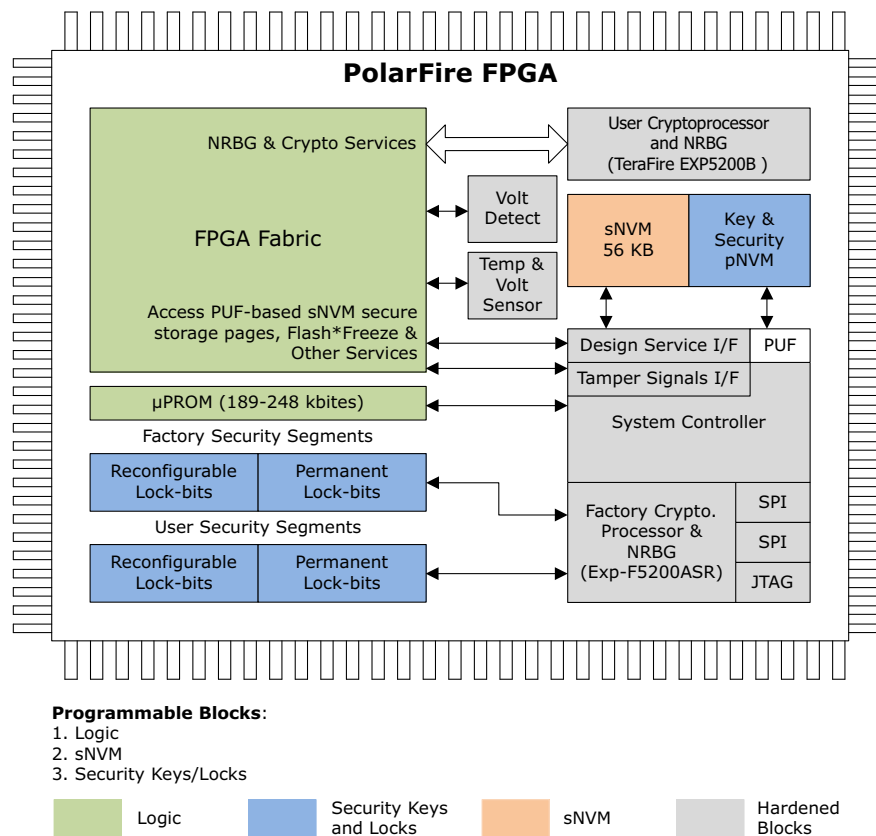 PolarFire FPGA
NRBG & Crypto Services
FPGA Fabric
Access PUF-based sNVM secure
storage pages, Flash*Freeze &
Other Services
User Cryptoprocessor
and NRBG
(TeraFire EXP5200B )
Volt
Detect
Temp &
Volt
Sensor
sNVM
56 KB
Key &
Security
pNVM
Design Service I/F
PUF
Tamper Signals I/F
System Controller
µPROM (189-248 kbites)
Factory Security Segments
Reconfigurable
Lock-bits
Permanent
Lock-bits
User Security Segments
Reconfigurable
Lock-bits
Permanent
Lock-bits
Factory Crypto.
Processor &
NRBG
(Exp-F5200ASR)
SPI
SPI
JTAG
Programmable Blocks:
1. Logic
2. sNVM
3. Security Keys/Locks
Logic
Security Keys
and Locks
sNVM
Hardened
Blocks